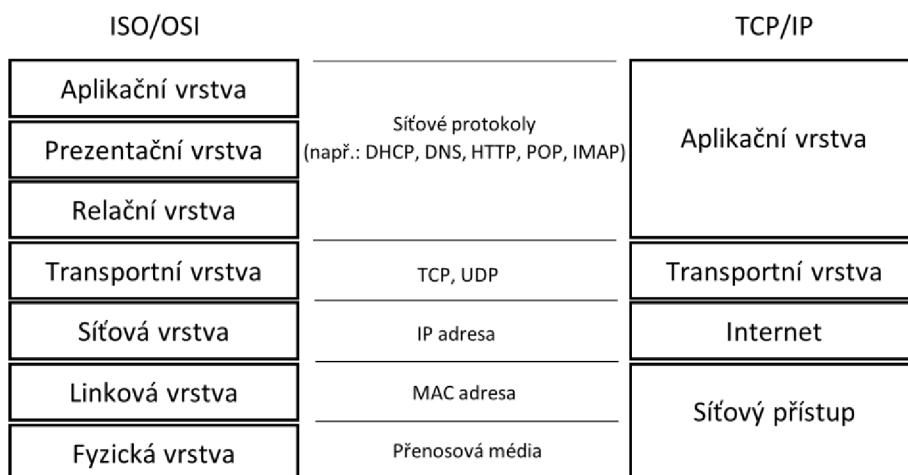 ISO/OSI
TCP/IP
Aplikační vrstva
Prezentační vrstva
Relační vrstva
Transportní vrstva
Síťová vrstva
Linková vrstva
Fyzická vrstva
Síťové protokoly
(např.: DHCP, DNS, HTTP, POP, IMAP)
TCP, UDP
IP adresa
MAC adresa
Přenosová média
Aplikační vrstva
Transportní vrstva
Internet
Síťový přístup